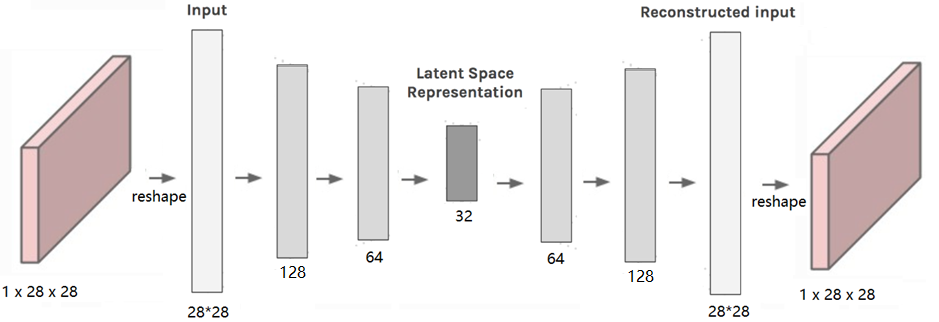 Input
Reconstructed input
Latent Space
Representation
reshape
reshape
32
64
64
128
128
1 x 28 x 28
28*28
28*28
1 x 28 x 28